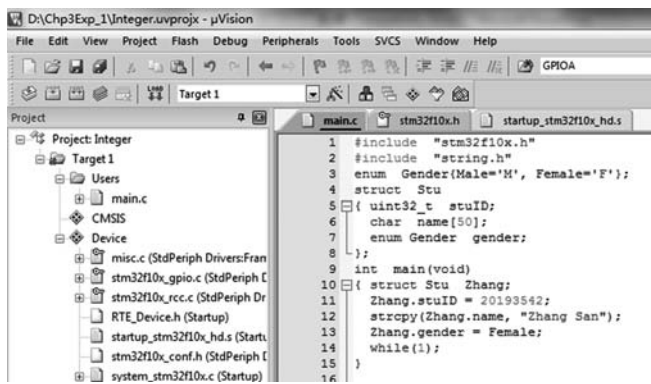 D:\Chp3Exp_1\Integer.uvprojx - µVision
File Edit View Project Flash Debug Peripherals Tools SVCS Window Help
GPIOA
LOAD Target 1
Project
main.c stm32f10x.h startup_stm32f10x_hd.s
Project: Integer
Target 1
Users
main.c
CMSIS
Device
misc.c (StdPeriph Drivers:Fram
stm32f10x_gpio.c (StdPeriph D
stm32f10x_rcc.c (StdPeriph Dr
RTE_Device.h (Startup)
startup_stm32f10x_hd.s (Startu
stm32f10x_conf.h (StdPeriph D
system_stm32f10x.c (Startup)
1 #include "stm32f10x.h"
2 #include "string.h"
3 enum Gender{Male='M', Female='F'};
4 struct Stu
5 { uint32_t stuID;
6 char name[50];
7 enum Gender gender;
8 };
9 int main(void)
10 { struct Stu Zhang;
11 Zhang.stuID = 20193542;
12 strcpy(Zhang.name, "Zhang San");
13 Zhang.gender = Female;
14 while(1);
15 }
16